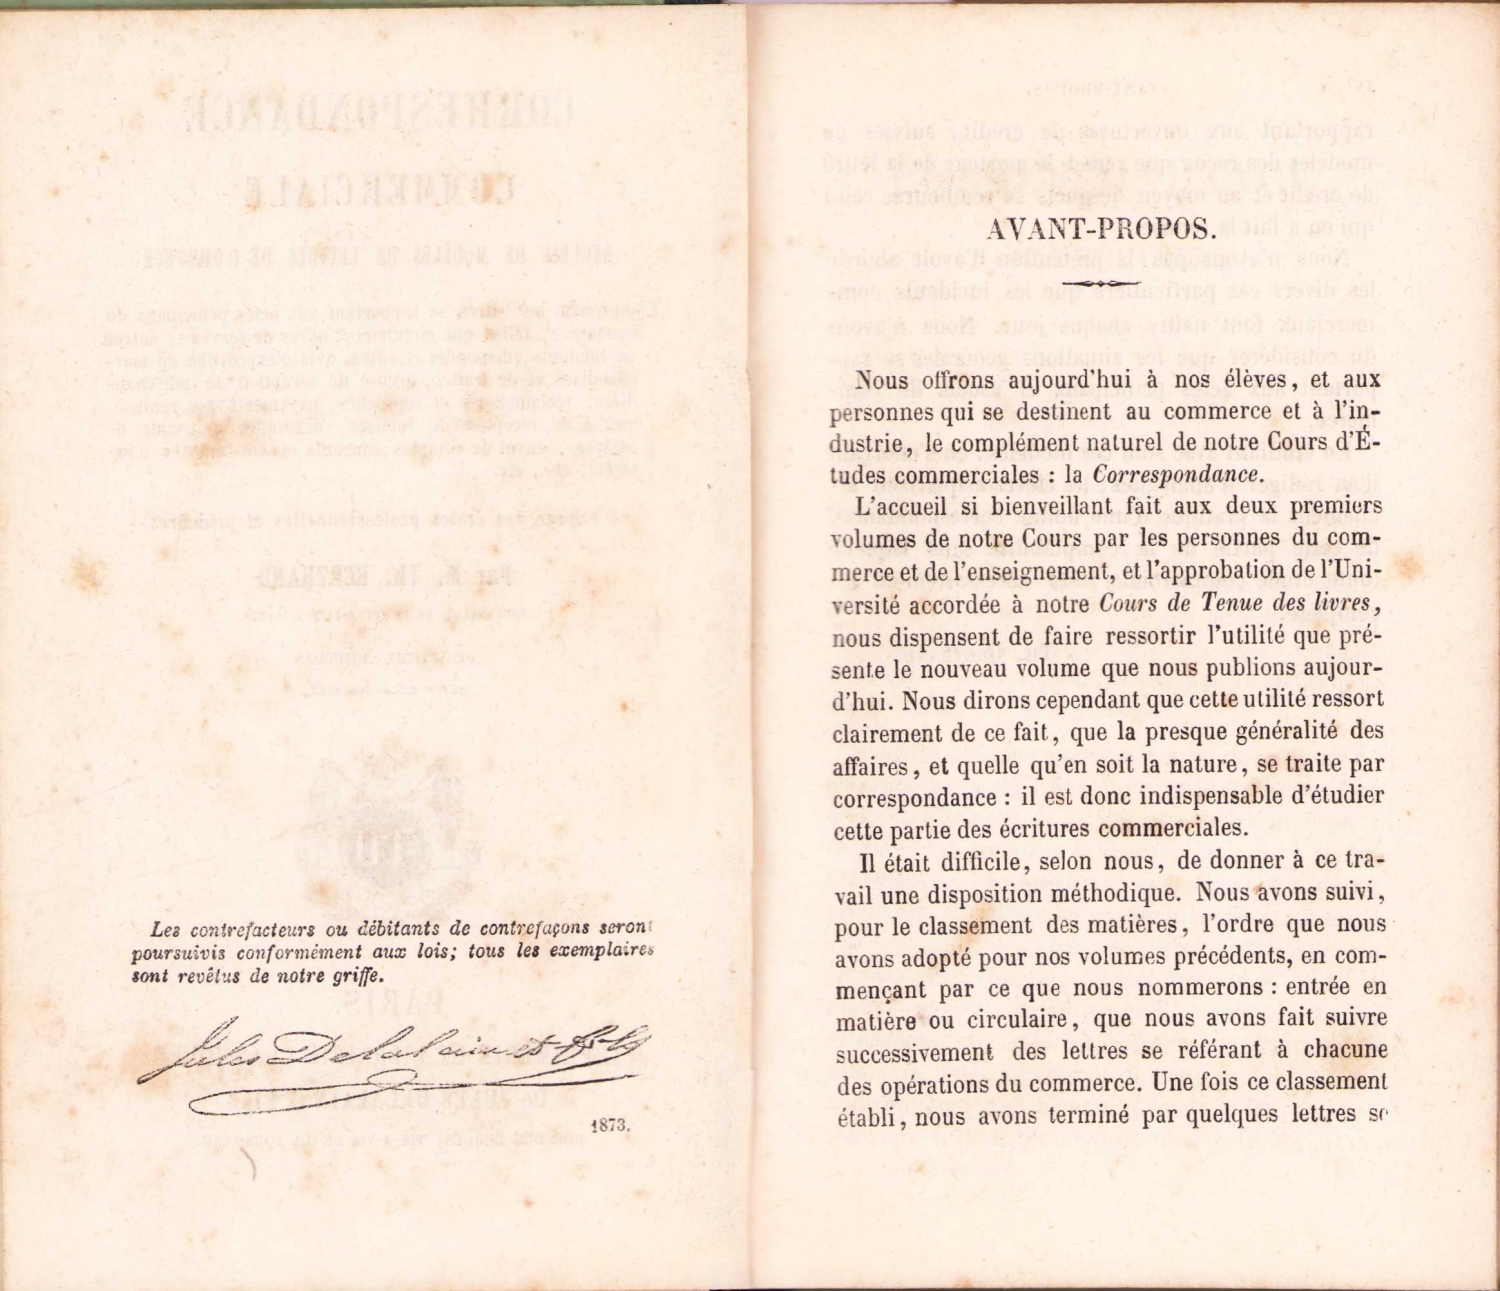 Les contrefacteurs ou débitants de contrefaçons seront
poursuivis conformément aux lois; tous les exemplaires
sont revêtus de notre griffe.
Jules Delalain et fils
1873.
AVANT-PROPOS.
Nous offrons aujourd'hui à nos élèves, et aux
personnes qui se destinent au commerce et à l'in-
dustrie, le complément naturel de notre Cours d'É-
tudes commerciales : la Correspondance.
L'accueil si bienveillant fait aux deux premiers
volumes de notre Cours par les personnes du com-
merce et de l'enseignement, et l'approbation de l'Uni-
versité accordée à notre Cours de Tenue des livres,
nous dispensent de faire ressortir l'utilité que pré-
sente le nouveau volume que nous publions aujour-
d'hui. Nous dirons cependant que cette utilité ressort
clairement de ce fait, que la presque généralité des
affaires, et quelle qu'en soit la nature, se traite par
correspondance : il est donc indispensable d'étudier
cette partie des écritures commerciales.
Il était difficile, selon nous, de donner à ce tra-
vail une disposition méthodique. Nous avons suivi,
pour le classement des matières, l'ordre que nous
avons adopté pour nos volumes précédents, en com-
mençant par ce que nous nommerons : entrée en
matière ou circulaire, que nous avons fait suivre
successivement des lettres se référant à chacune
des opérations du commerce. Une fois ce classement
établi, nous avons terminé par quelques lettres se